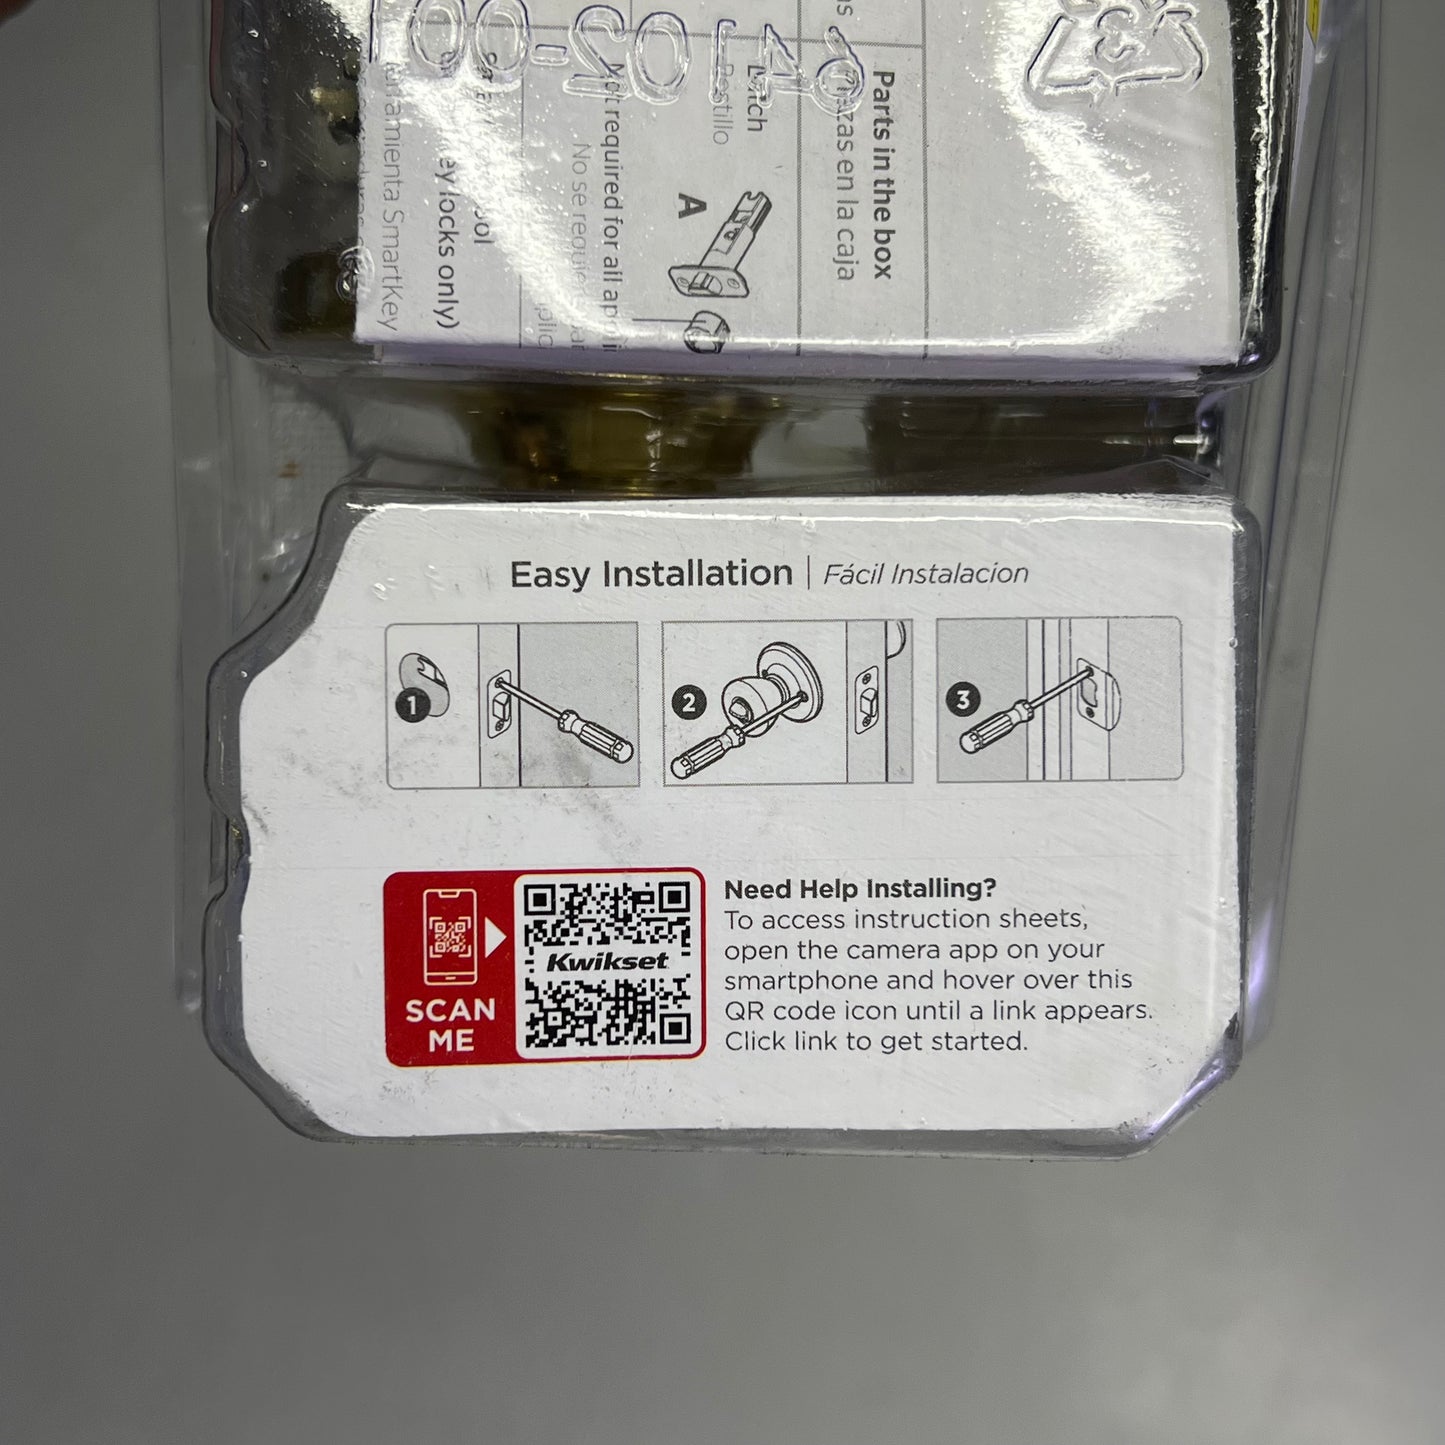 Parts in the box
Piezas en la caja
Latch
Pestillo
A
Not required for all
No se requiere
key locks only)
SmartKey
Easy Installation | Fácil Instalacion
1
2
3
SCAN
ME
Kwikset
Need Help Installing?
To access instruction sheets,
open the camera app on your
smartphone and hover over this
QR code icon until a link appears.
Click link to get started.